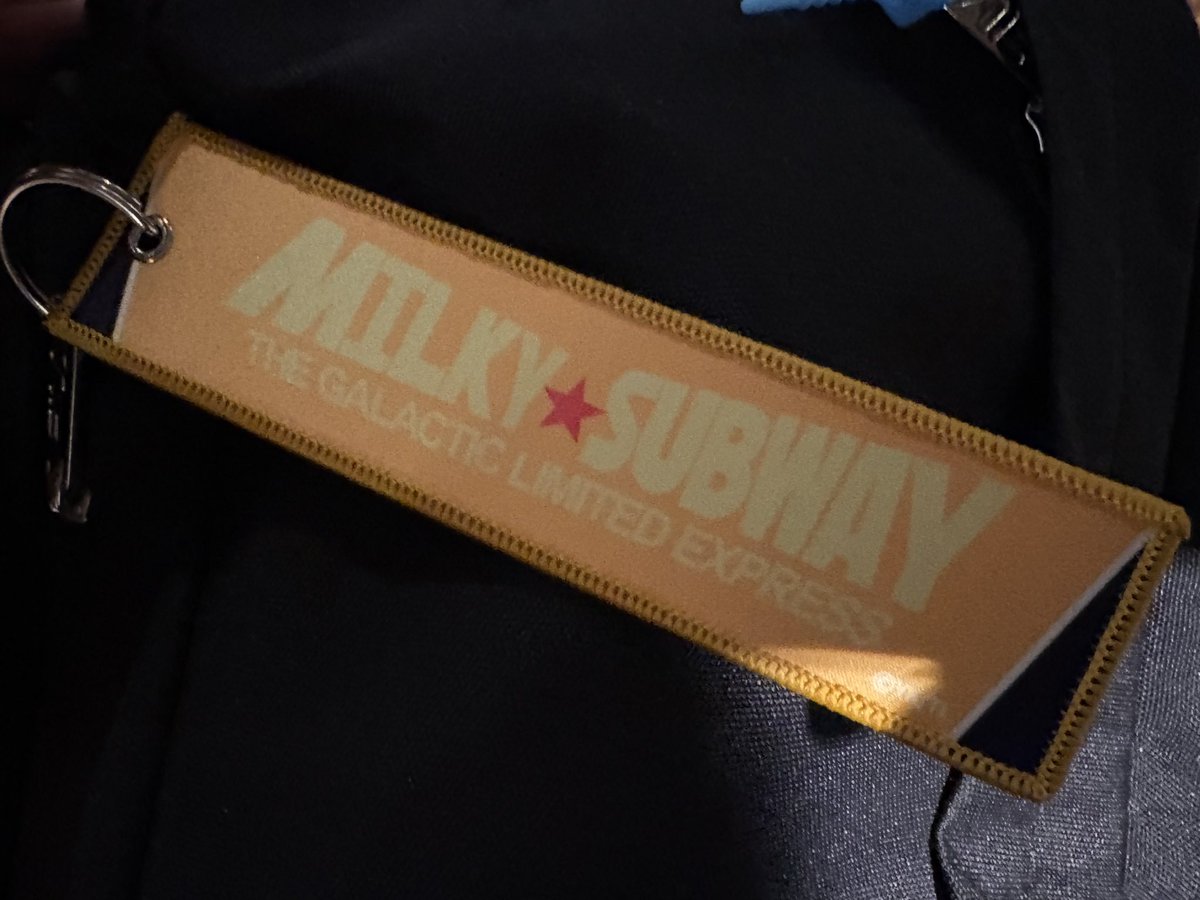 MILKY★SUBWAY
THE GALACTIC LIMITED EXPRESS